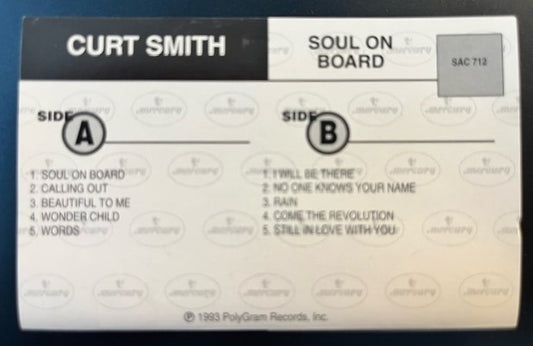 CURT SMITH
SOUL ON
BOARD
SAC 712
SIDE A
1. SOUL ON BOARD
2. CALLING OUT
3. BEAUTIFUL TO ME
4. WONDER CHILD
5. WORDS
SIDE B
1. I WILL BE THERE
2. NO ONE KNOWS YOUR NAME
3. RAIN
4. COME THE REVOLUTION
5. STILL IN LOVE WITH YOU
℗ 1993 PolyGram Records, Inc.
mercury